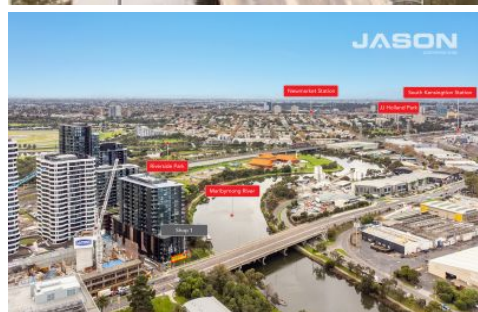 JASON
Newmarket Station
South Kensington Station
JJ Holland Park
Riverside Park
Maribyrnong River
Shop 1